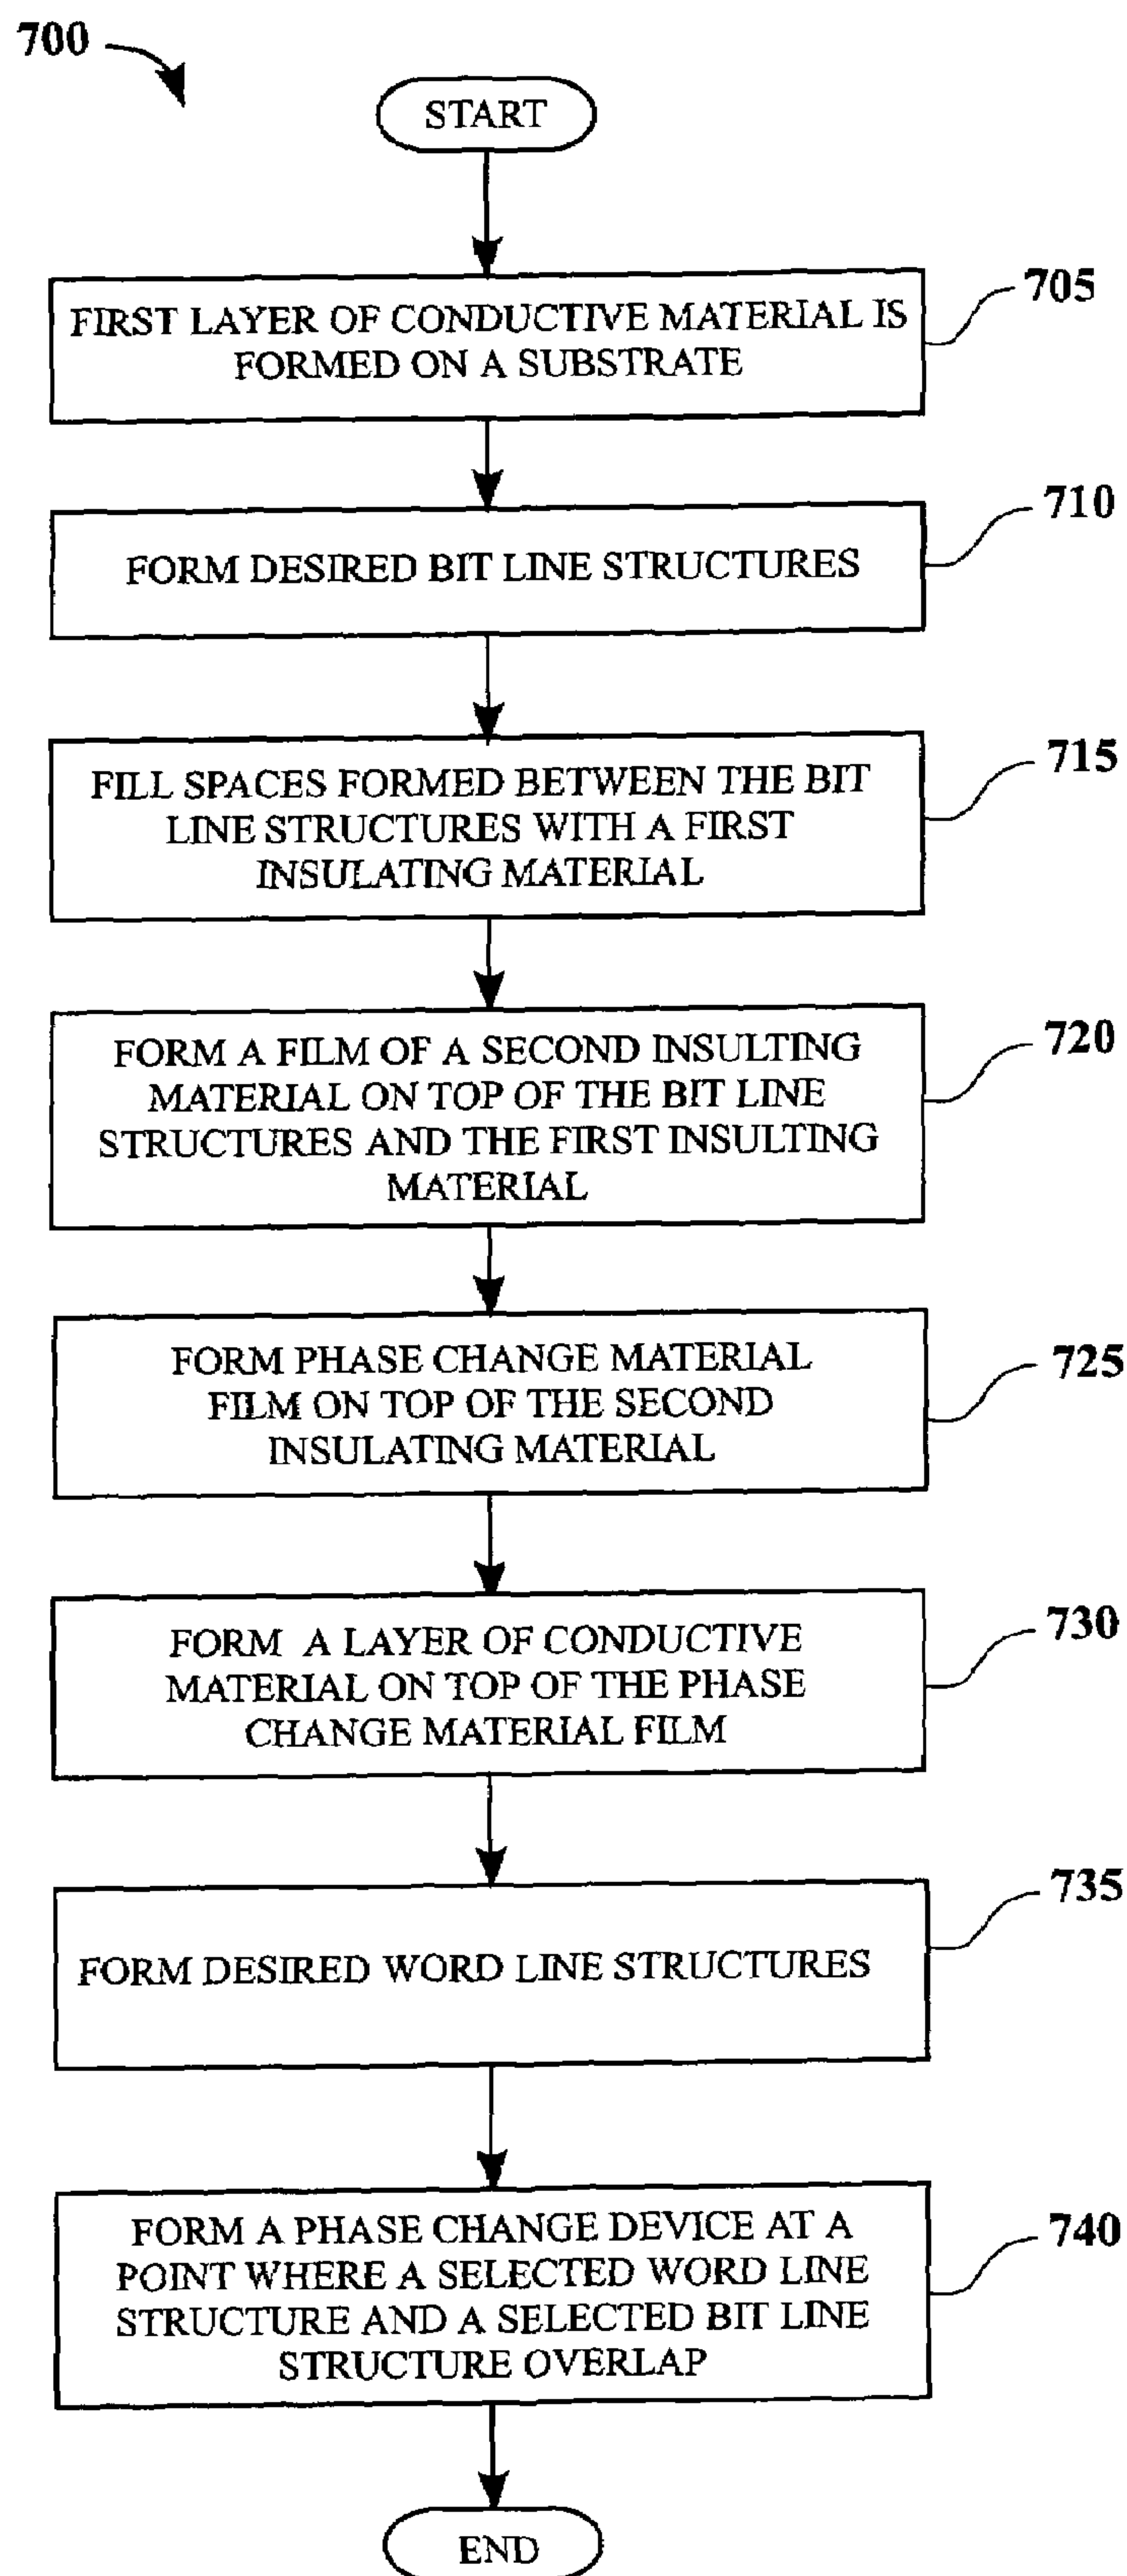 700
START
FIRST LAYER OF CONDUCTIVE MATERIAL IS
FORMED ON A SUBSTRATE
705
FORM DESIRED BIT LINE STRUCTURES
710
FILL SPACES FORMED BETWEEN THE BIT
LINE STRUCTURES WITH A FIRST
INSULATING MATERIAL
715
FORM A FILM OF A SECOND INSULTING
MATERIAL ON TOP OF THE BIT LINE
STRUCTURES AND THE FIRST INSULTING
MATERIAL
720
FORM PHASE CHANGE MATERIAL
FILM ON TOP OF THE SECOND
INSULATING MATERIAL
725
FORM A LAYER OF CONDUCTIVE
MATERIAL ON TOP OF THE PHASE
CHANGE MATERIAL FILM
730
FORM DESIRED WORD LINE STRUCTURES
735
FORM A PHASE CHANGE DEVICE AT A
POINT WHERE A SELECTED WORD LINE
STRUCTURE AND A SELECTED BIT LINE
STRUCTURE OVERLAP
740
END